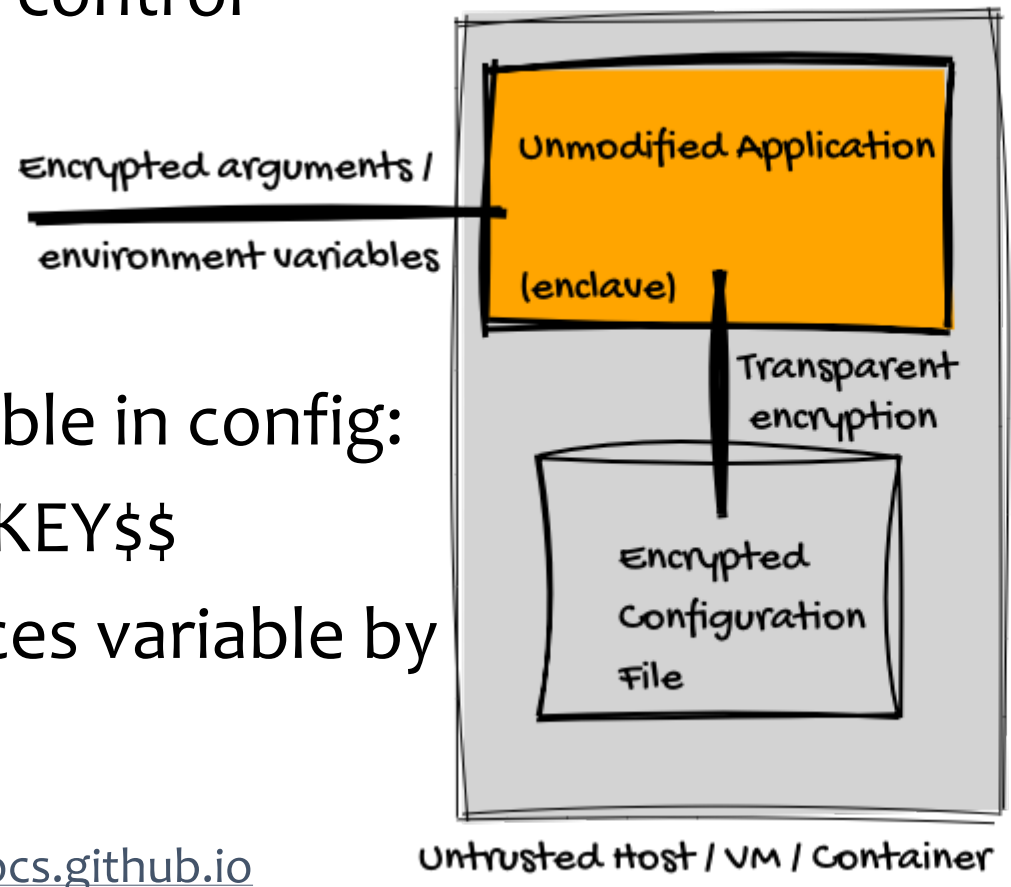 control
Encrypted arguments /
environment variables
Unmodified Application
(enclave)
Transparent
encryption
ble in config:
KEY$$
ces variable by
Encrypted
Configuration
File
Untrusted Host / VM / Container
ocs.github.io